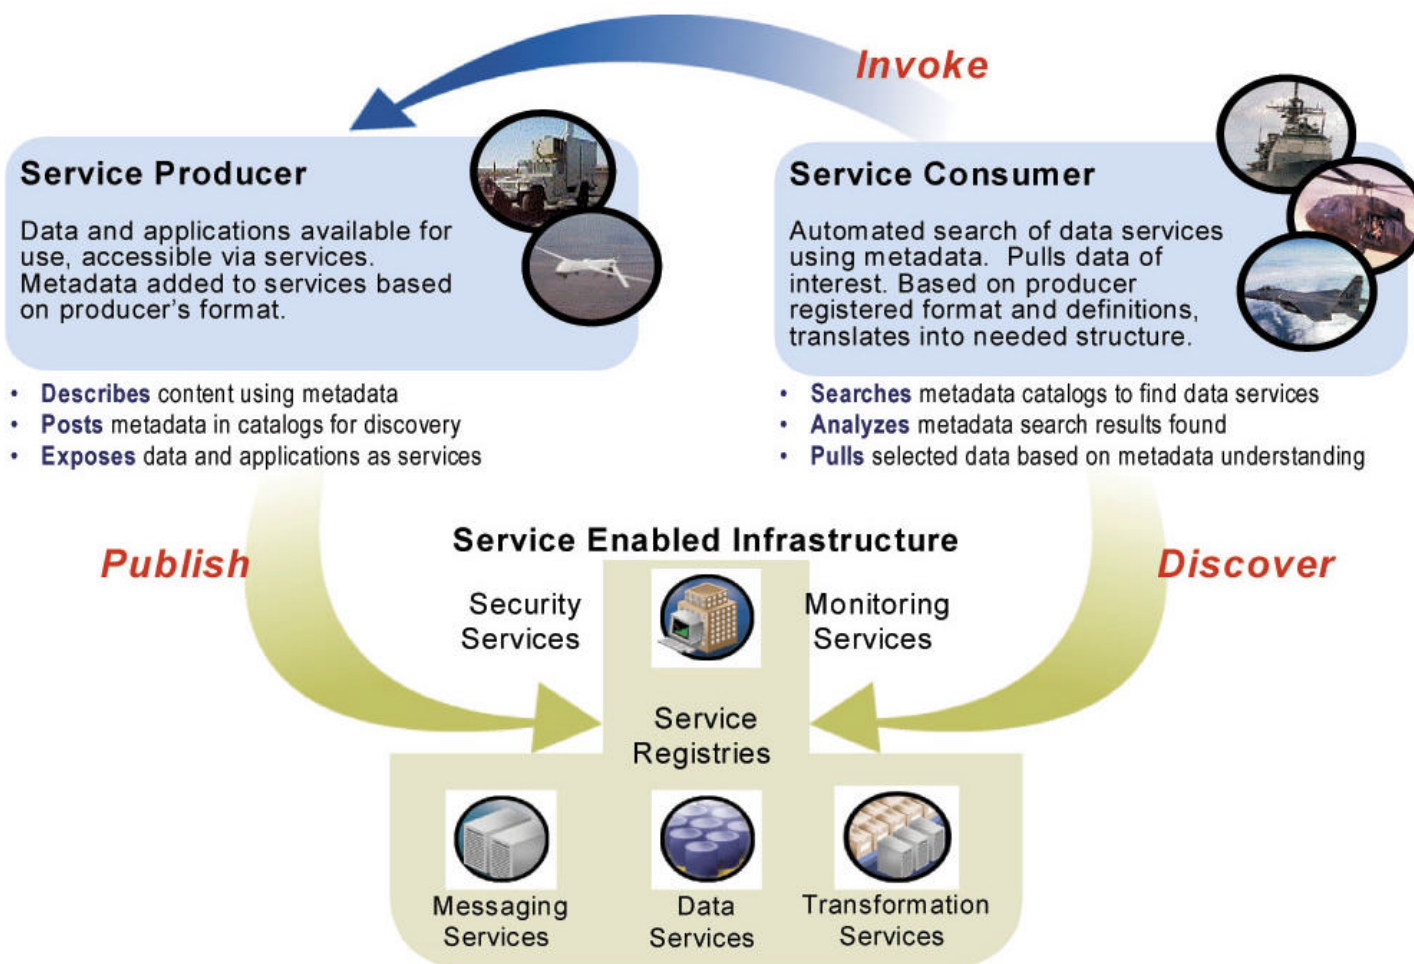 Invoke
Service Producer
Data and applications available for
use, accessible via services.
Metadata added to services based
on producer's format.
• Describes content using metadata
• Posts metadata in catalogs for discovery
• Exposes data and applications as services
Service Consumer
Automated search of data services
using metadata.  Pulls data of
interest. Based on producer
registered format and definitions,
translates into needed structure.
• Searches metadata catalogs to find data services
• Analyzes metadata search results found
• Pulls selected data based on metadata understanding
Publish
Discover
Service Enabled Infrastructure
Security
Services
Monitoring
Services
Service
Registries
Messaging
Services
Data
Services
Transformation
Services